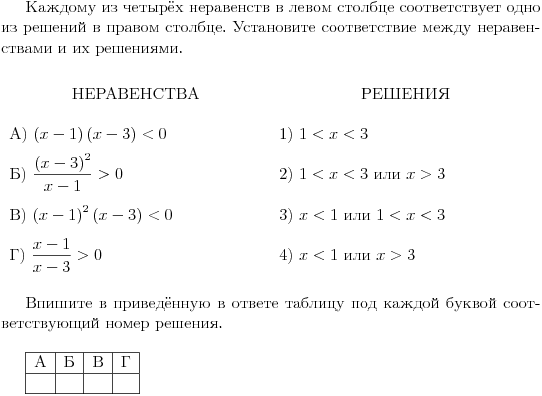 Каждому из четырёх неравенств в левом столбце соответствует одно
из решений в правом столбце. Установите соответствие между неравен-
ствами и их решениями.
НЕРАВЕНСТВА РЕШЕНИЯ
А) (x − 1) (x − 3) < 0 1) 1 < x < 3
Б) (x − 3)² / (x − 1) > 0 2) 1 < x < 3 или x > 3
В) (x − 1)² (x − 3) < 0 3) x < 1 или 1 < x < 3
Г) (x − 1) / (x − 3) > 0 4) x < 1 или x > 3
Впишите в приведённую в ответе таблицу под каждой буквой соот-
ветствующий номер решения.
А Б В Г